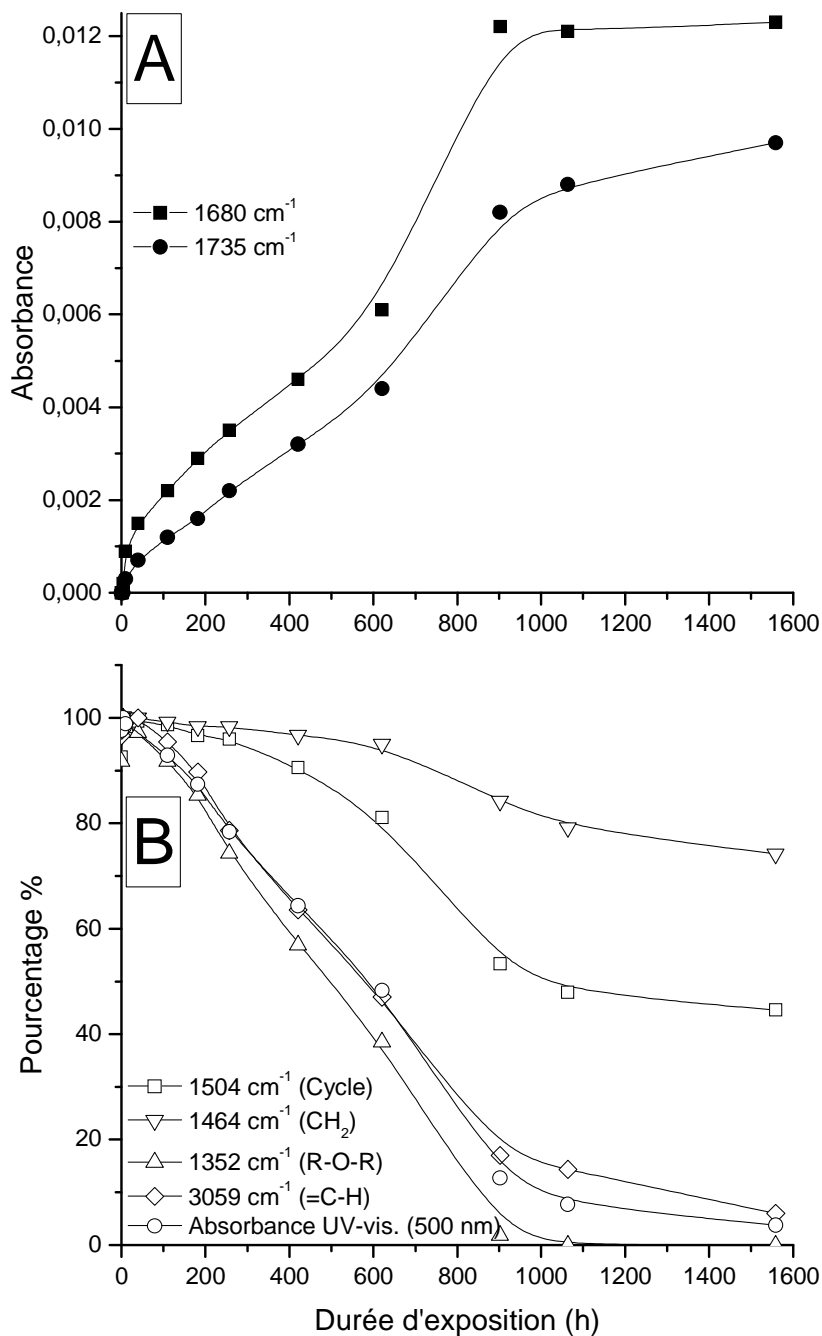 A
0,012
0,010
0,008
0,006
0,004
0,002
0,000
Absorbance
1680 cm⁻¹
1735 cm⁻¹
0 200 400 600 800 1000 1200 1400 1600
B
100
80
60
40
20
0
Pourcentage %
1504 cm⁻¹ (Cycle)
1464 cm⁻¹ (CH₂)
1352 cm⁻¹ (R-O-R)
3059 cm⁻¹ (=C-H)
Absorbance UV-vis. (500 nm)
0 200 400 600 800 1000 1200 1400 1600
Durée d'exposition (h)